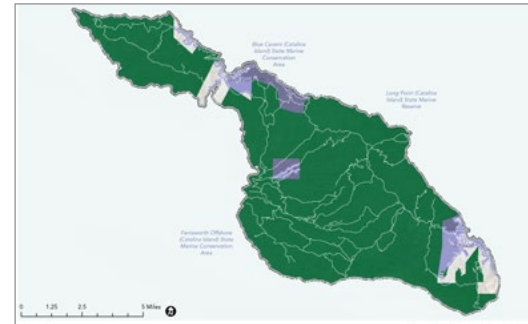 Blue Cavern (Catalina
Island) State Marine
Conservation
Area
Long Point (Catalina
Island) State Marine
Reserve
Farnsworth Offshore
(Catalina Island) State
Marine Conservation
Area
0 1.25 2.5 5 Miles